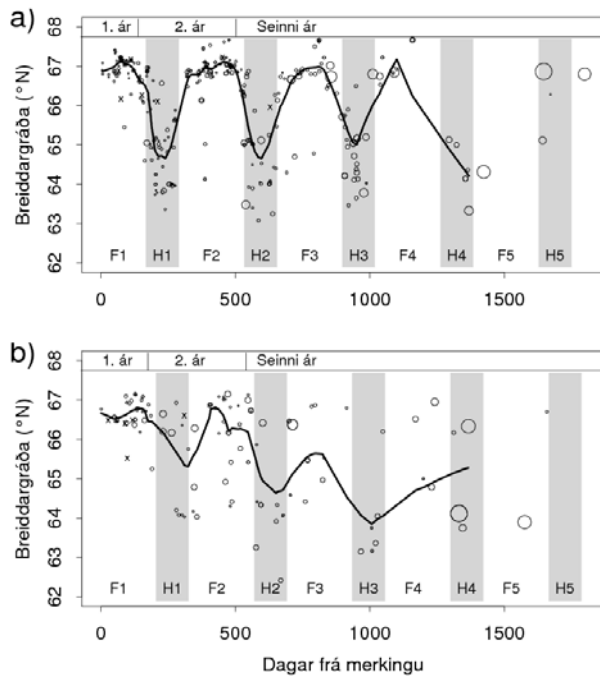 a)
1. ár 2. ár Seinni ár
Breiddargráða (°N)
68
67
66
65
64
63
62
F1 H1 F2 H2 F3 H3 F4 H4 F5 H5
0 500 1000 1500
b)
1. ár 2. ár Seinni ár
Breiddargráða (°N)
68
67
66
65
64
63
62
F1 H1 F2 H2 F3 H3 F4 H4 F5 H5
0 500 1000 1500
Dagar frá merkingu